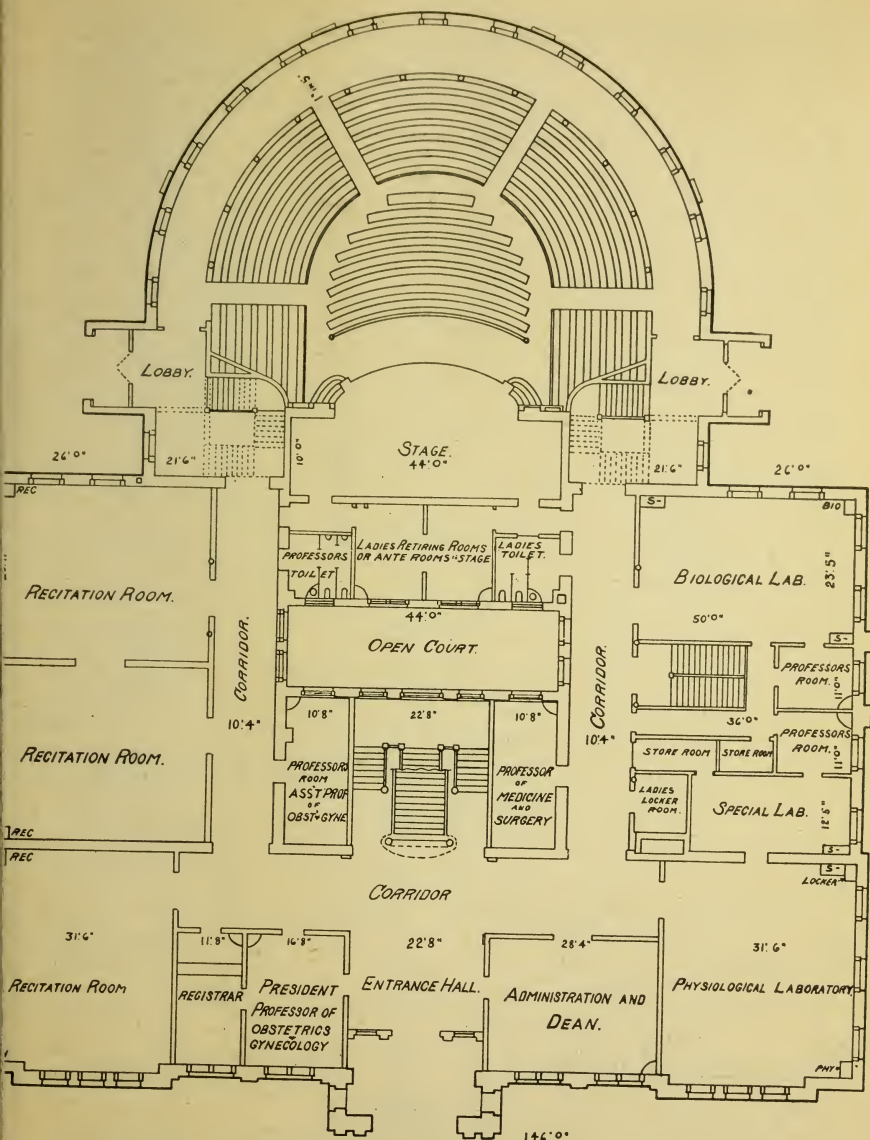 1st
LOBBY.
LOBBY.
26'0"
21'6"
10'0"
STAGE.
44'0"
21'6"
26'0"
REC
S-
BIO
PROFESSORS
TOILET
LADIES RETIRING ROOMS
OR ANTE ROOMS "STAGE
LADIES
TOILET.
RECITATION ROOM.
BIOLOGICAL LAB.
23'5"
50'0"
44'0"
OPEN COURT.
S-
CORRIDOR.
10'4"
CORRIDOR.
10'4"
PROFESSORS
ROOM.
11'0"
10'8"
22'8"
10'8"
36'0"
PROFESSORS
ROOM.
11'0"
RECITATION ROOM.
PROFESSORS
ROOM
ASS'T PROF
OF
OBST & GYNE
PROFESSOR
OF
MEDICINE
AND
SURGERY
STORE ROOM
STORE ROOM
LADIES
LOCKER
ROOM.
SPECIAL LAB.
12'6"
REC
REC
S-
S-
LOCKER
CORRIDOR
31'6"
11'8"
16'8"
22'8"
28'4"
31'6"
RECITATION ROOM
REGISTRAR
PRESIDENT
PROFESSOR OF
OBSTETRICS
GYNECOLOGY
ENTRANCE HALL.
ADMINISTRATION AND
DEAN.
PHYSIOLOGICAL LABORATORY
PHY
146'0"